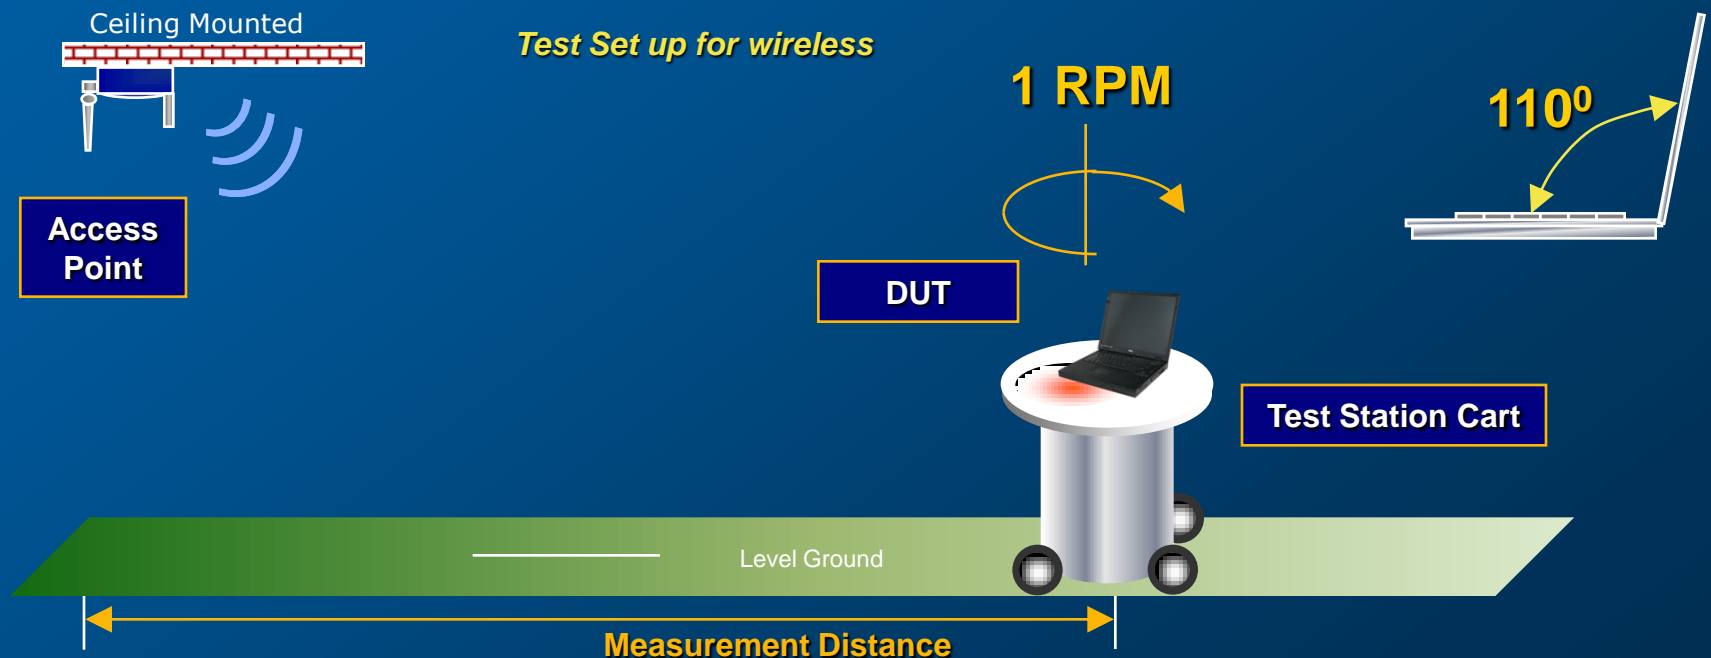 Ceiling Mounted
Test Set up for wireless
1 RPM
110⁰
Access
Point
DUT
Test Station Cart
Level Ground
Measurement Distance